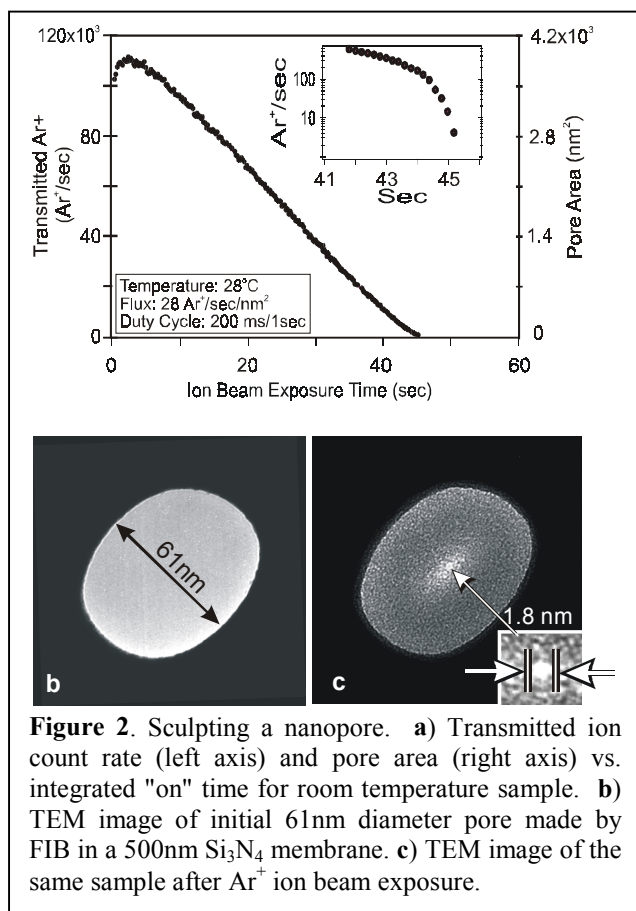 120x10³
4.2x10³
80
2.8
40
1.4
0
0
Transmitted Ar+
(Ar⁺/sec)
Pore Area (nm²)
Ar⁺/sec
100
10
41 43 45
Sec
Temperature: 28°C
Flux: 28 Ar⁺/sec/nm²
Duty Cycle: 200 ms/1sec
0 20 40 60
Ion Beam Exposure Time (sec)
61nm
b
1.8 nm
c
Figure 2. Sculpting a nanopore. a) Transmitted ion
count rate (left axis) and pore area (right axis) vs.
integrated "on" time for room temperature sample. b)
TEM image of initial 61nm diameter pore made by
FIB in a 500nm Si₃N₄ membrane. c) TEM image of the
same sample after Ar⁺ ion beam exposure.